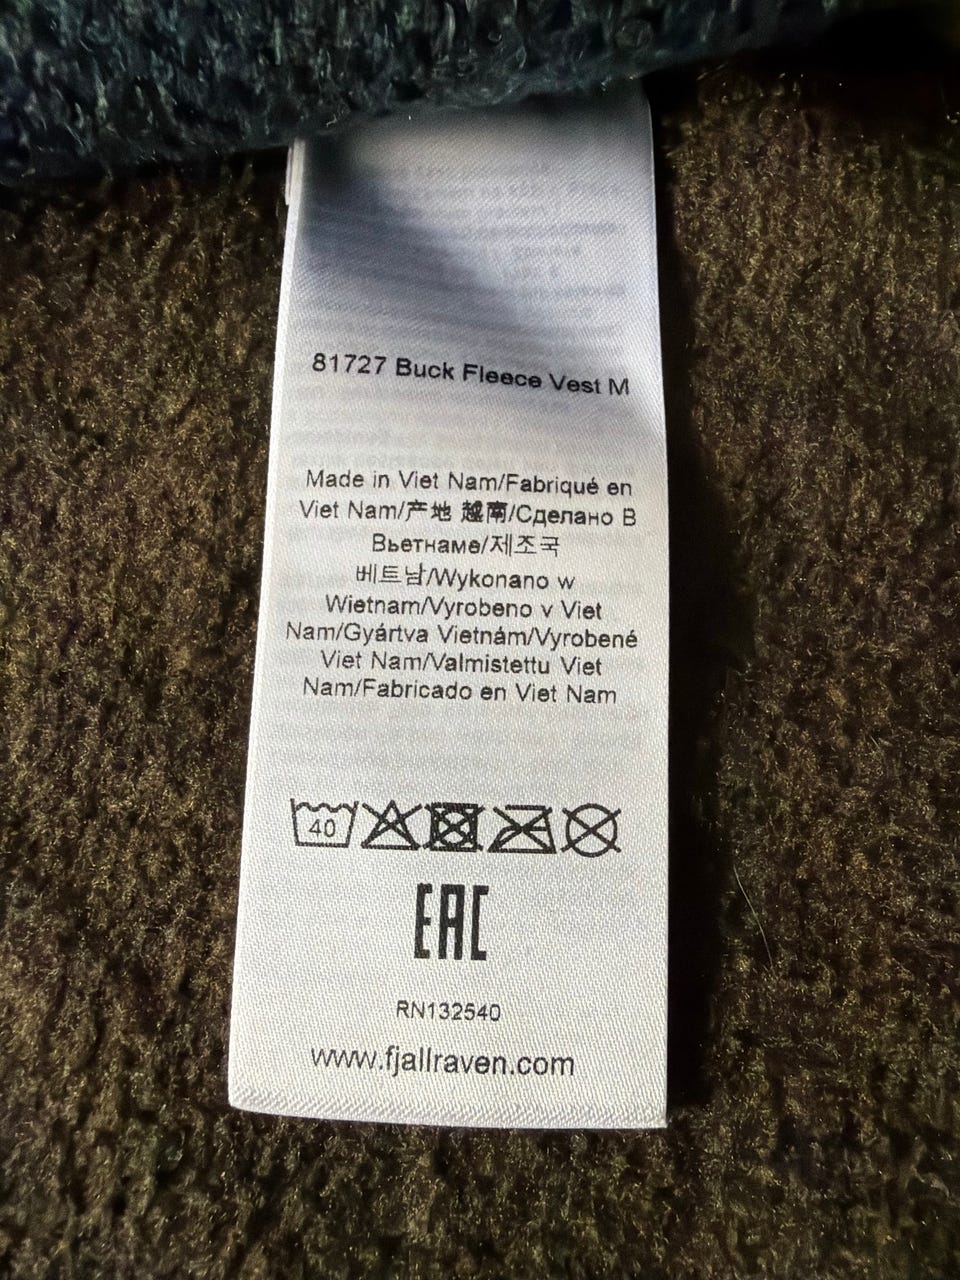 81727 Buck Fleece Vest M
Made in Viet Nam/Fabriqué en
Viet Nam/产地 越南/Сделано В
Вьетнаме/제조국
베트남/Wykonano w
Wietnam/Vyrobeno v Viet
Nam/Gyártva Vietnám/Vyrobené
Viet Nam/Valmistettu Viet
Nam/Fabricado en Viet Nam
40
EAC
RN132540
www.fjallraven.com